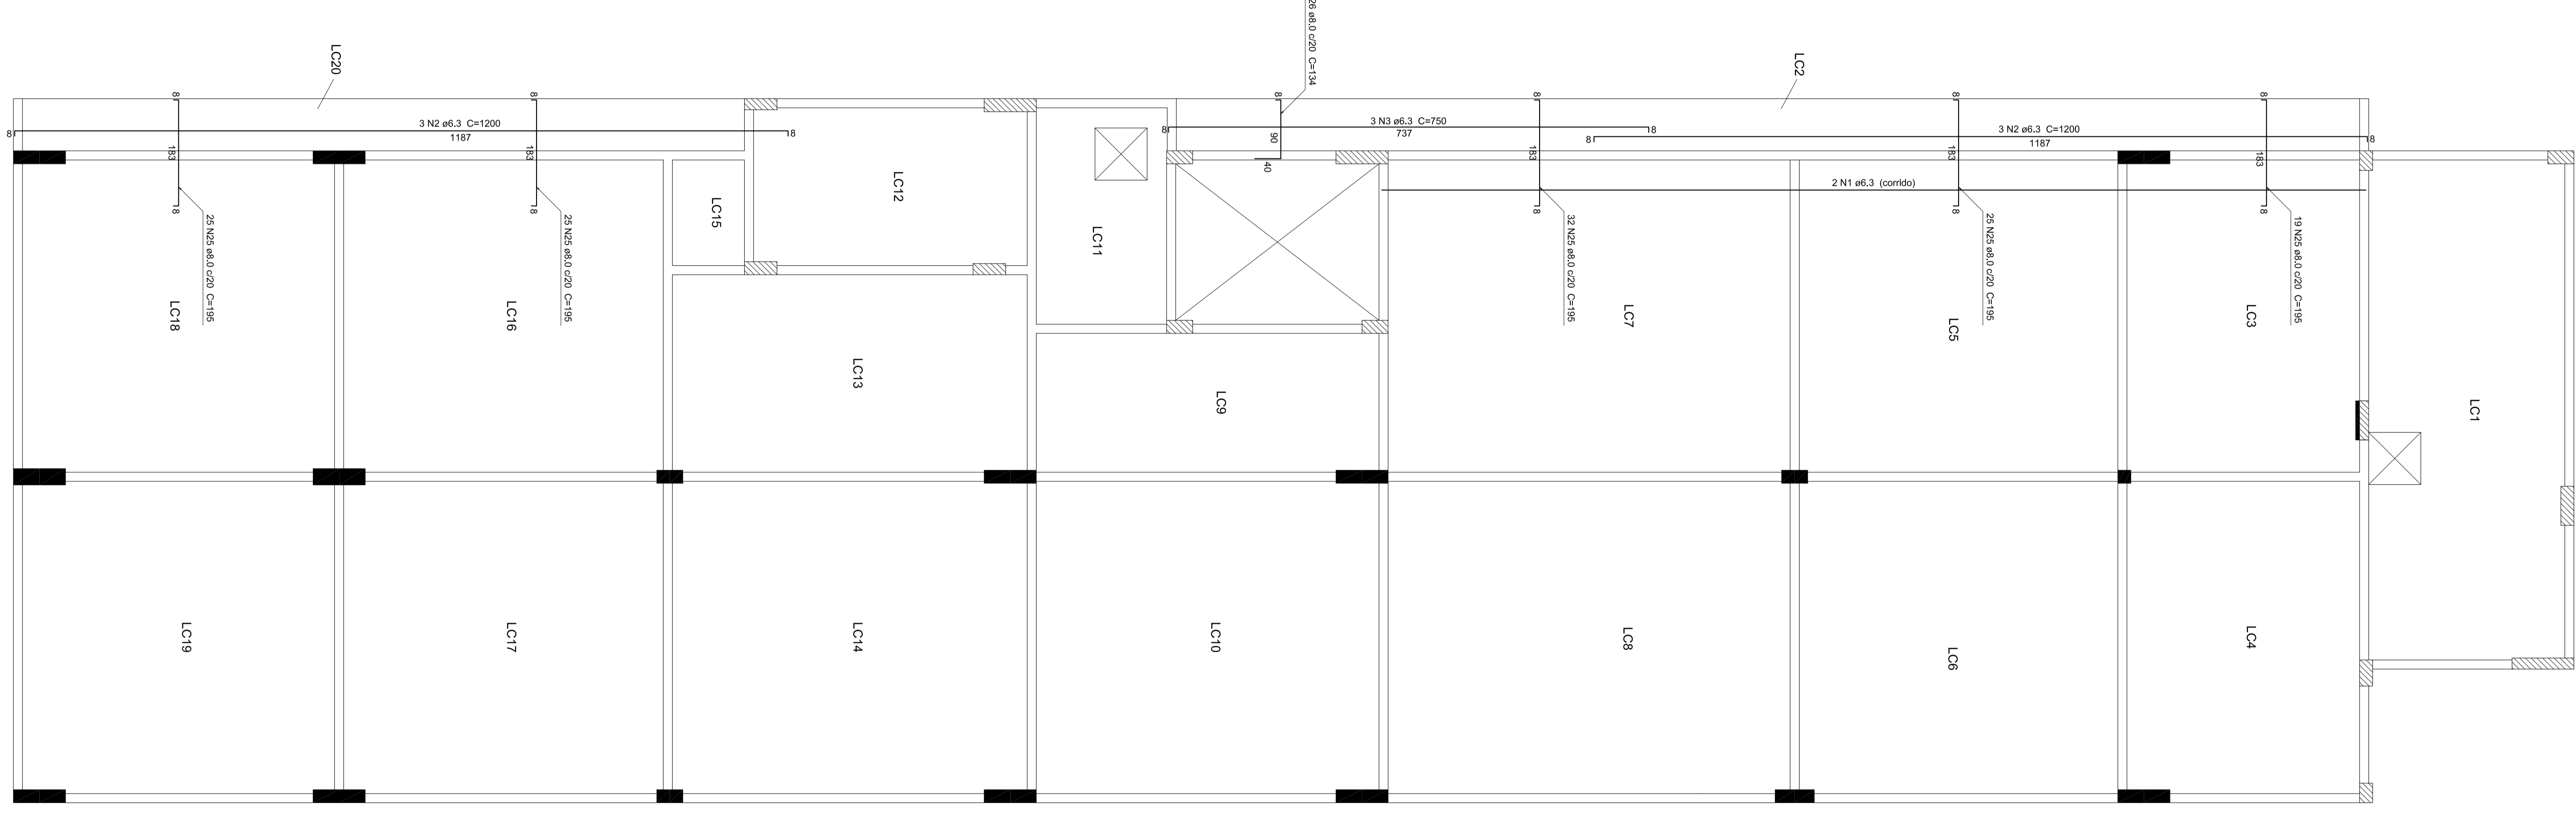 26 ø8.0 c/20 C=134
LC20
LC2
8
8
8
8
8
8
3 N2 ø6.3 C=1200
1187
8
8
3 N3 ø6.3 C=750
737
8
8
3 N2 ø6.3 C=1200
1187
8
8
90
40
183
183
183
183
183
2 N1 ø6.3 (corrido)
8
8
8
8
8
25 N25 ø8.0 c/20 C=195
25 N25 ø8.0 c/20 C=195
32 N25 ø8.0 c/20 C=195
25 N25 ø8.0 c/20 C=195
19 N25 ø8.0 c/20 C=195
LC12
LC15
LC11
LC18
LC16
LC7
LC5
LC3
LC13
LC9
LC1
LC19
LC17
LC14
LC10
LC8
LC6
LC4